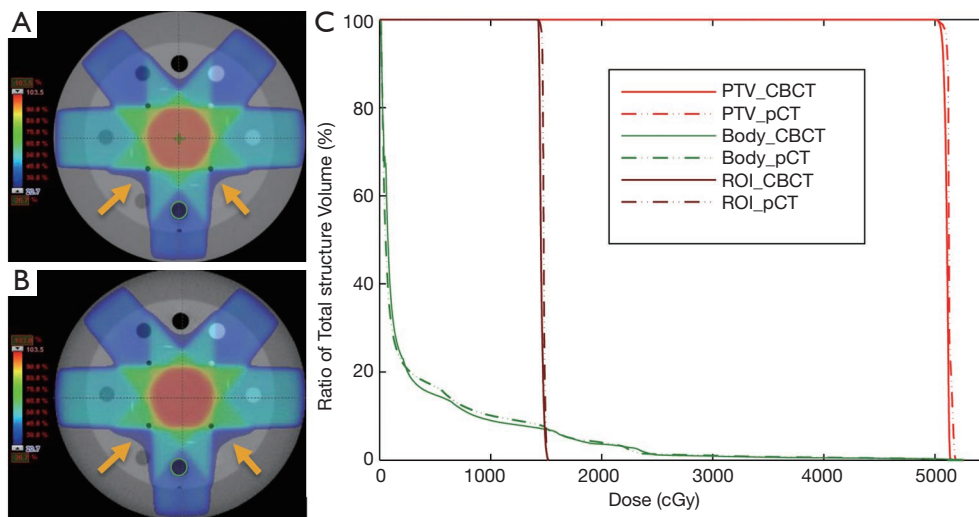 A
103.5
B
103.5
C
Ratio of Total structure Volume (%)
100
80
60
40
20
0
0 1000 2000 3000 4000 5000
Dose (cGy)
PTV_CBCT
PTV_pCT
Body_CBCT
Body_pCT
ROI_CBCT
ROI_pCT